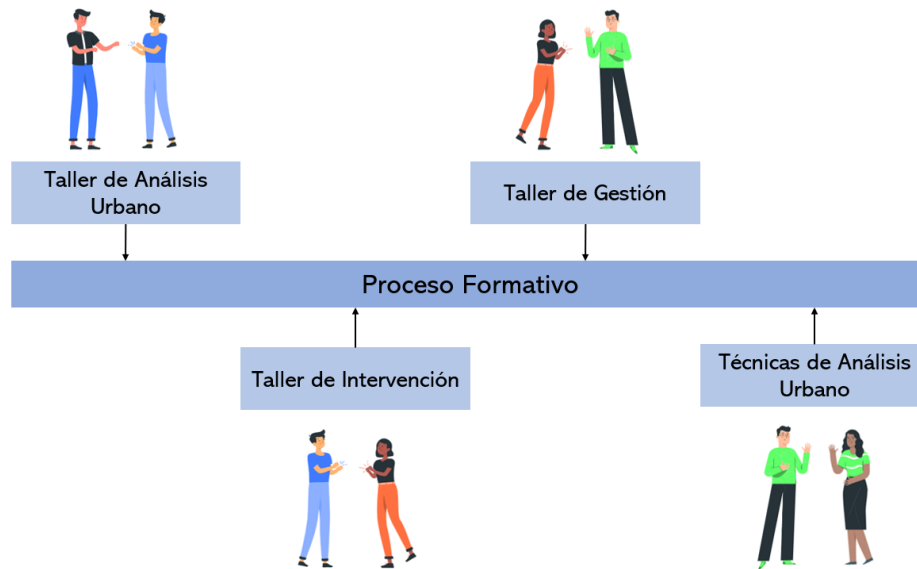 Taller de Análisis
Urbano
Taller de Gestión
Proceso Formativo
Taller de Intervención
Técnicas de Análisis
Urbano